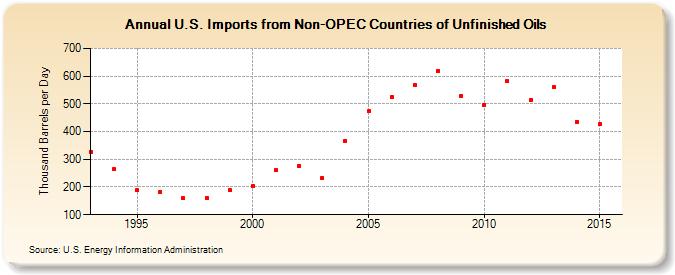 Annual U.S. Imports from Non-OPEC Countries of Unfinished Oils
Thousand Barrels per Day
700
600
500
400
300
200
100
1995 2000 2005 2010 2015
Source: U.S. Energy Information Administration